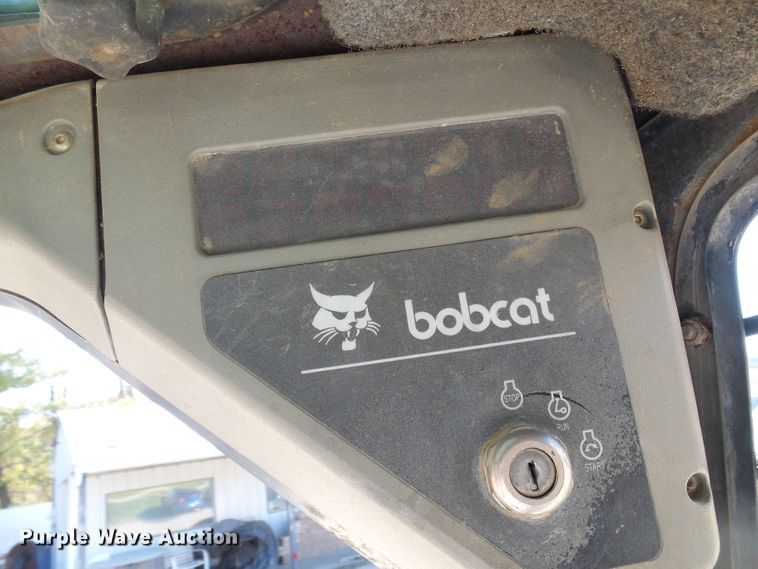 bobcat
STOP
RUN
START
Purple Wave Auction